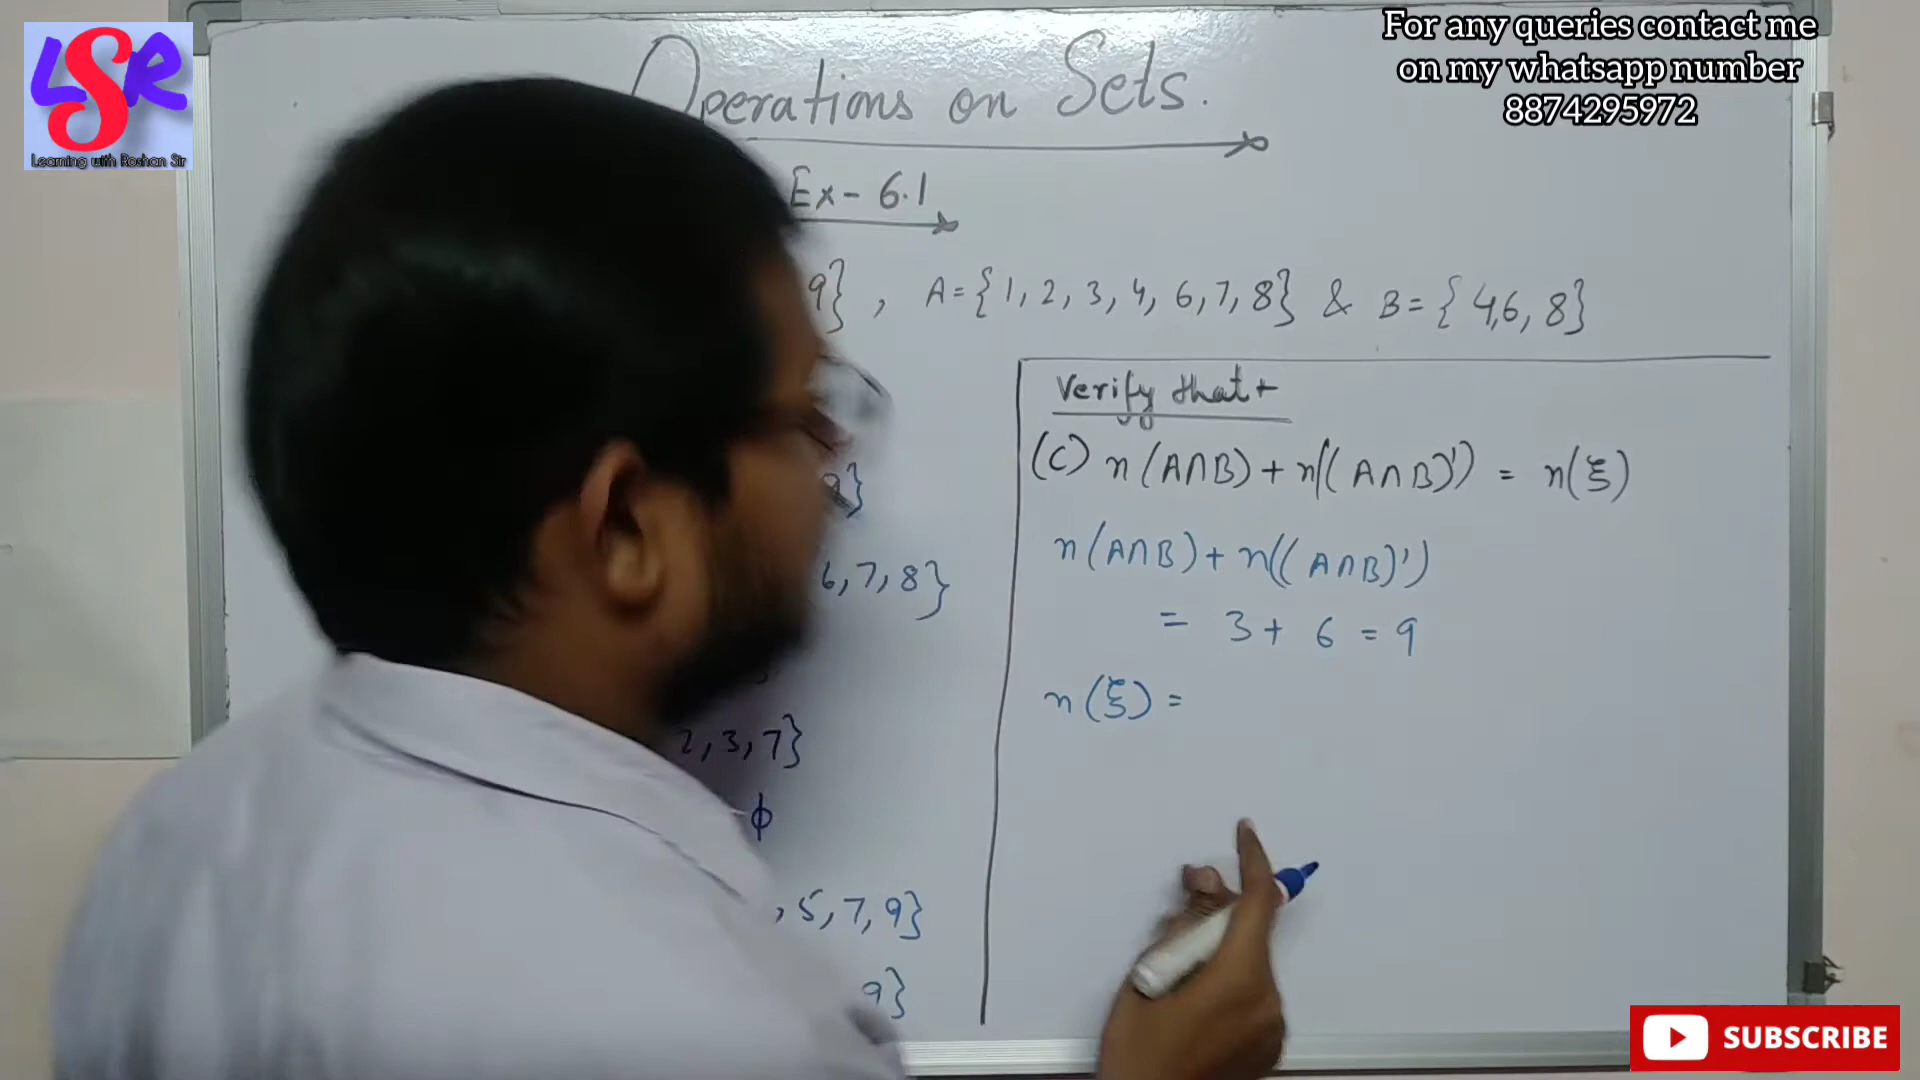 LSR
Learning with Roshan Sir
For any queries contact me
on my whatsapp number
8874295972
Operations on Sets.
Ex- 6.1
9} , A={1, 2, 3, 4, 6, 7, 8} & B={4,6, 8}
9}
6,7,8}
2,3,7}
ϕ
, 5,7,9}
9}
Verify that
(C) n(A∩B)+n((A∩B)') = n(ξ)
n(A∩B)+n((A∩B)')
= 3+ 6 = 9
n(ξ) =
SUBSCRIBE